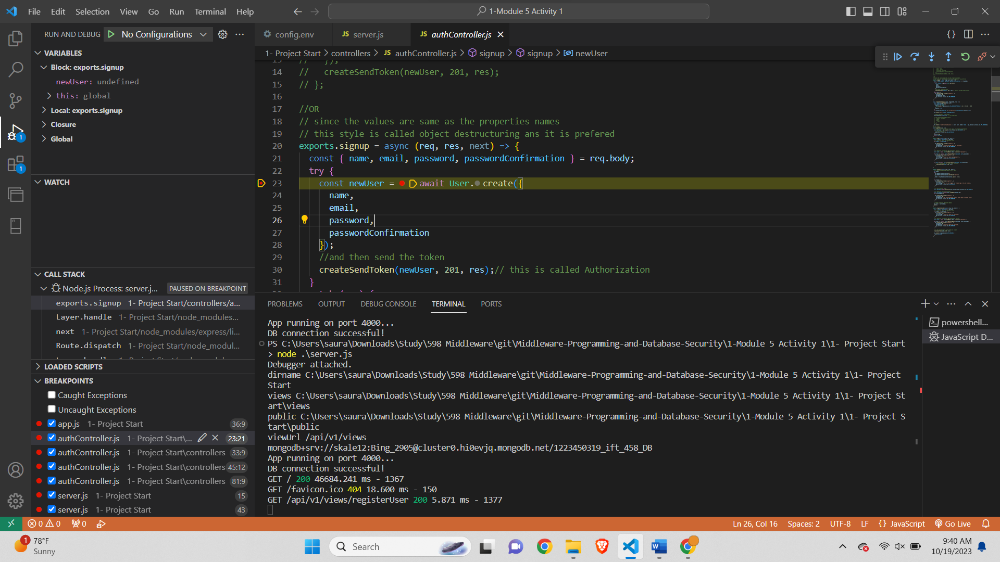 File Edit Selection View Go Run Terminal Help
1-Module 5 Activity 1
RUN AND DEBUG No Configurations
VARIABLES
Block: exports.signup
newUser: undefined
this: global
Local: exports.signup
Closure
Global
WATCH
CALL STACK
Node.js Process: server.j... PAUSED ON BREAKPOINT
exports.signup 1- Project Start/controllers/a...
Layer.handle 1- Project Start/node_modules...
next 1- Project Start/node_modules/express/li...
Route.dispatch 1- Project Start/node_modul...
LOADED SCRIPTS
BREAKPOINTS
Caught Exceptions
Uncaught Exceptions
app.js 1- Project Start 36:9
authController.js 1- Project Start\... 23:21
authController.js 1- Project Start\controllers 33:9
authController.js 1- Project Start\controllers 45:12
authController.js 1- Project Start\controllers 81:9
server.js 1- Project Start 15
server.js 1- Project Start 43
config.env JS server.js JS authController.js
1- Project Start > controllers > JS authController.js > signup > signup > newUser
13 // });
14 // createSendToken(newUser, 201, res);
15 // };
16
17 //OR
18 // since the values are same as the properties names
19 // this style is called object destructuring ans it is prefered
20 exports.signup = async (req, res, next) => {
21 const { name, email, password, passwordConfirmation } = req.body;
22 try {
23 const newUser = await User.create({
24 name,
25 email,
26 password,
27 passwordConfirmation
28 });
29 //and then send the token
30 createSendToken(newUser, 201, res);// this is called Authorization
31 }
PROBLEMS OUTPUT DEBUG CONSOLE TERMINAL PORTS
App running on port 4000...
DB connection successful!
PS C:\Users\saura\Downloads\Study\598 Middleware\git\Middleware-Programming-and-Database-Security\1-Module 5 Activity 1\1- Project Start
> node .\server.js
Debugger attached.
dirname C:\Users\saura\Downloads\Study\598 Middleware\git\Middleware-Programming-and-Database-Security\1-Module 5 Activity 1\1- Project
Start
views C:\Users\saura\Downloads\Study\598 Middleware\git\Middleware-Programming-and-Database-Security\1-Module 5 Activity 1\1- Project St
art\views
public C:\Users\saura\Downloads\Study\598 Middleware\git\Middleware-Programming-and-Database-Security\1-Module 5 Activity 1\1- Project S
tart\public
viewUrl /api/v1/views
mongodb+srv://skale12:Bing_2905@cluster0.hi0evjq.mongodb.net/1223450319_ift_458_DB
App running on port 4000...
DB connection successful!
GET / 200 46684.241 ms - 1367
GET /favicon.ico 404 18.600 ms - 150
GET /api/v1/views/registerUser 200 5.871 ms - 1377
powershell...
JavaScript D...
0 0 0 Ln 26, Col 16 Spaces: 2 UTF-8 LF {} JavaScript Go Live
1 78°F
Sunny
Search
9:40 AM
10/19/2023